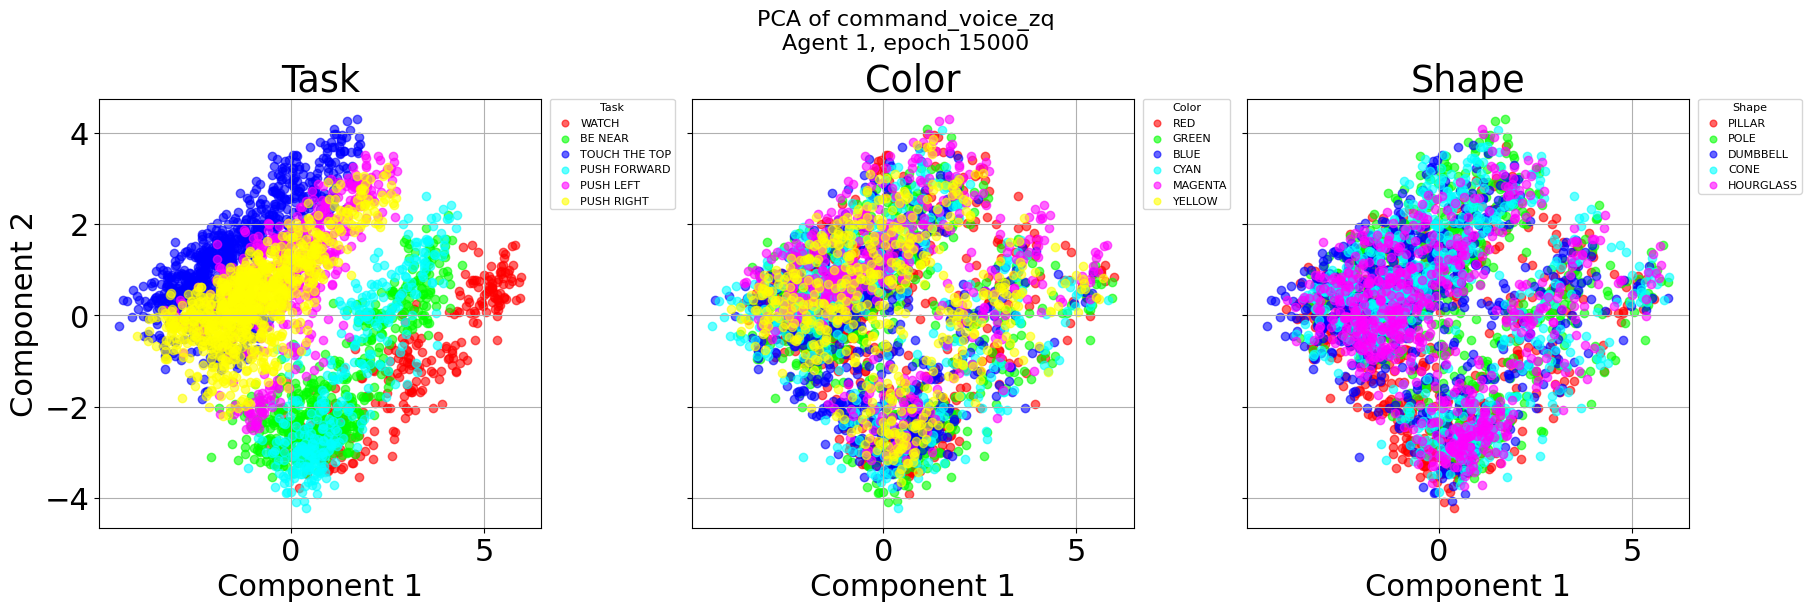 PCA of command_voice_zq
Agent 1, epoch 15000
Task
Component 2
4
2
0
−2
−4
0 5
Component 1
Task
WATCH
BE NEAR
TOUCH THE TOP
PUSH FORWARD
PUSH LEFT
PUSH RIGHT
Color
0 5
Component 1
Color
RED
GREEN
BLUE
CYAN
MAGENTA
YELLOW
Shape
0 5
Component 1
Shape
PILLAR
POLE
DUMBBELL
CONE
HOURGLASS